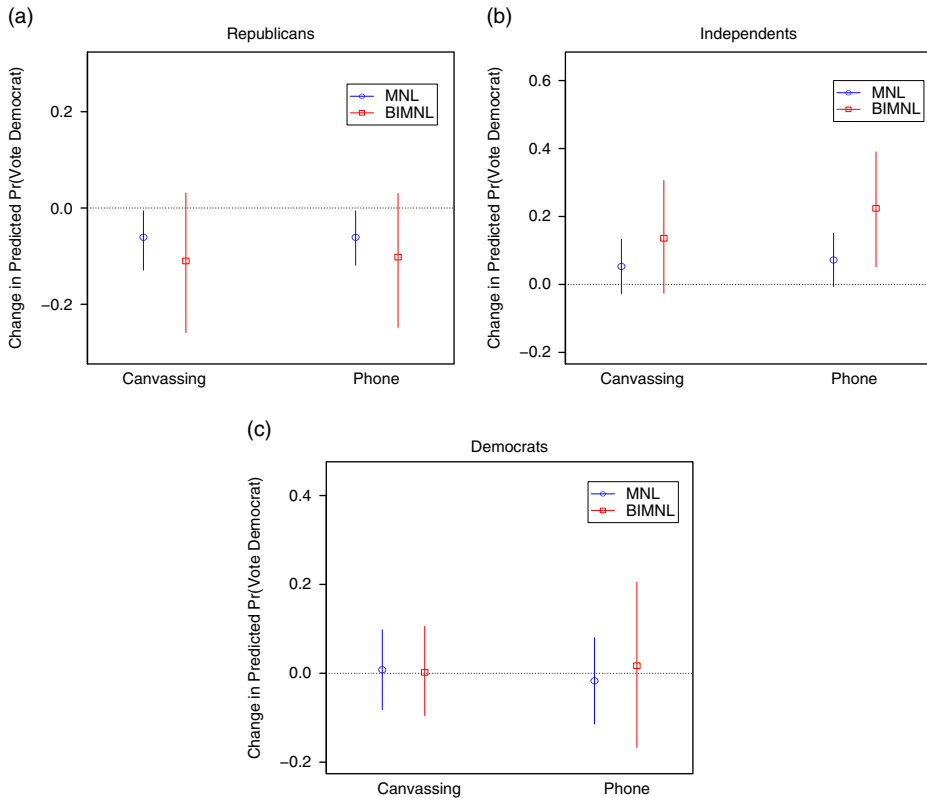 (a)
Republicans
Change in Predicted Pr(Vote Democrat)
0.2
0.0
−0.2
MNL
BIMNL
Canvassing Phone
(b)
Independents
Change in Predicted Pr(Vote Democrat)
0.6
0.4
0.2
0.0
−0.2
MNL
BIMNL
Canvassing Phone
(c)
Democrats
Change in Predicted Pr(Vote Democrat)
0.4
0.2
0.0
−0.2
MNL
BIMNL
Canvassing Phone